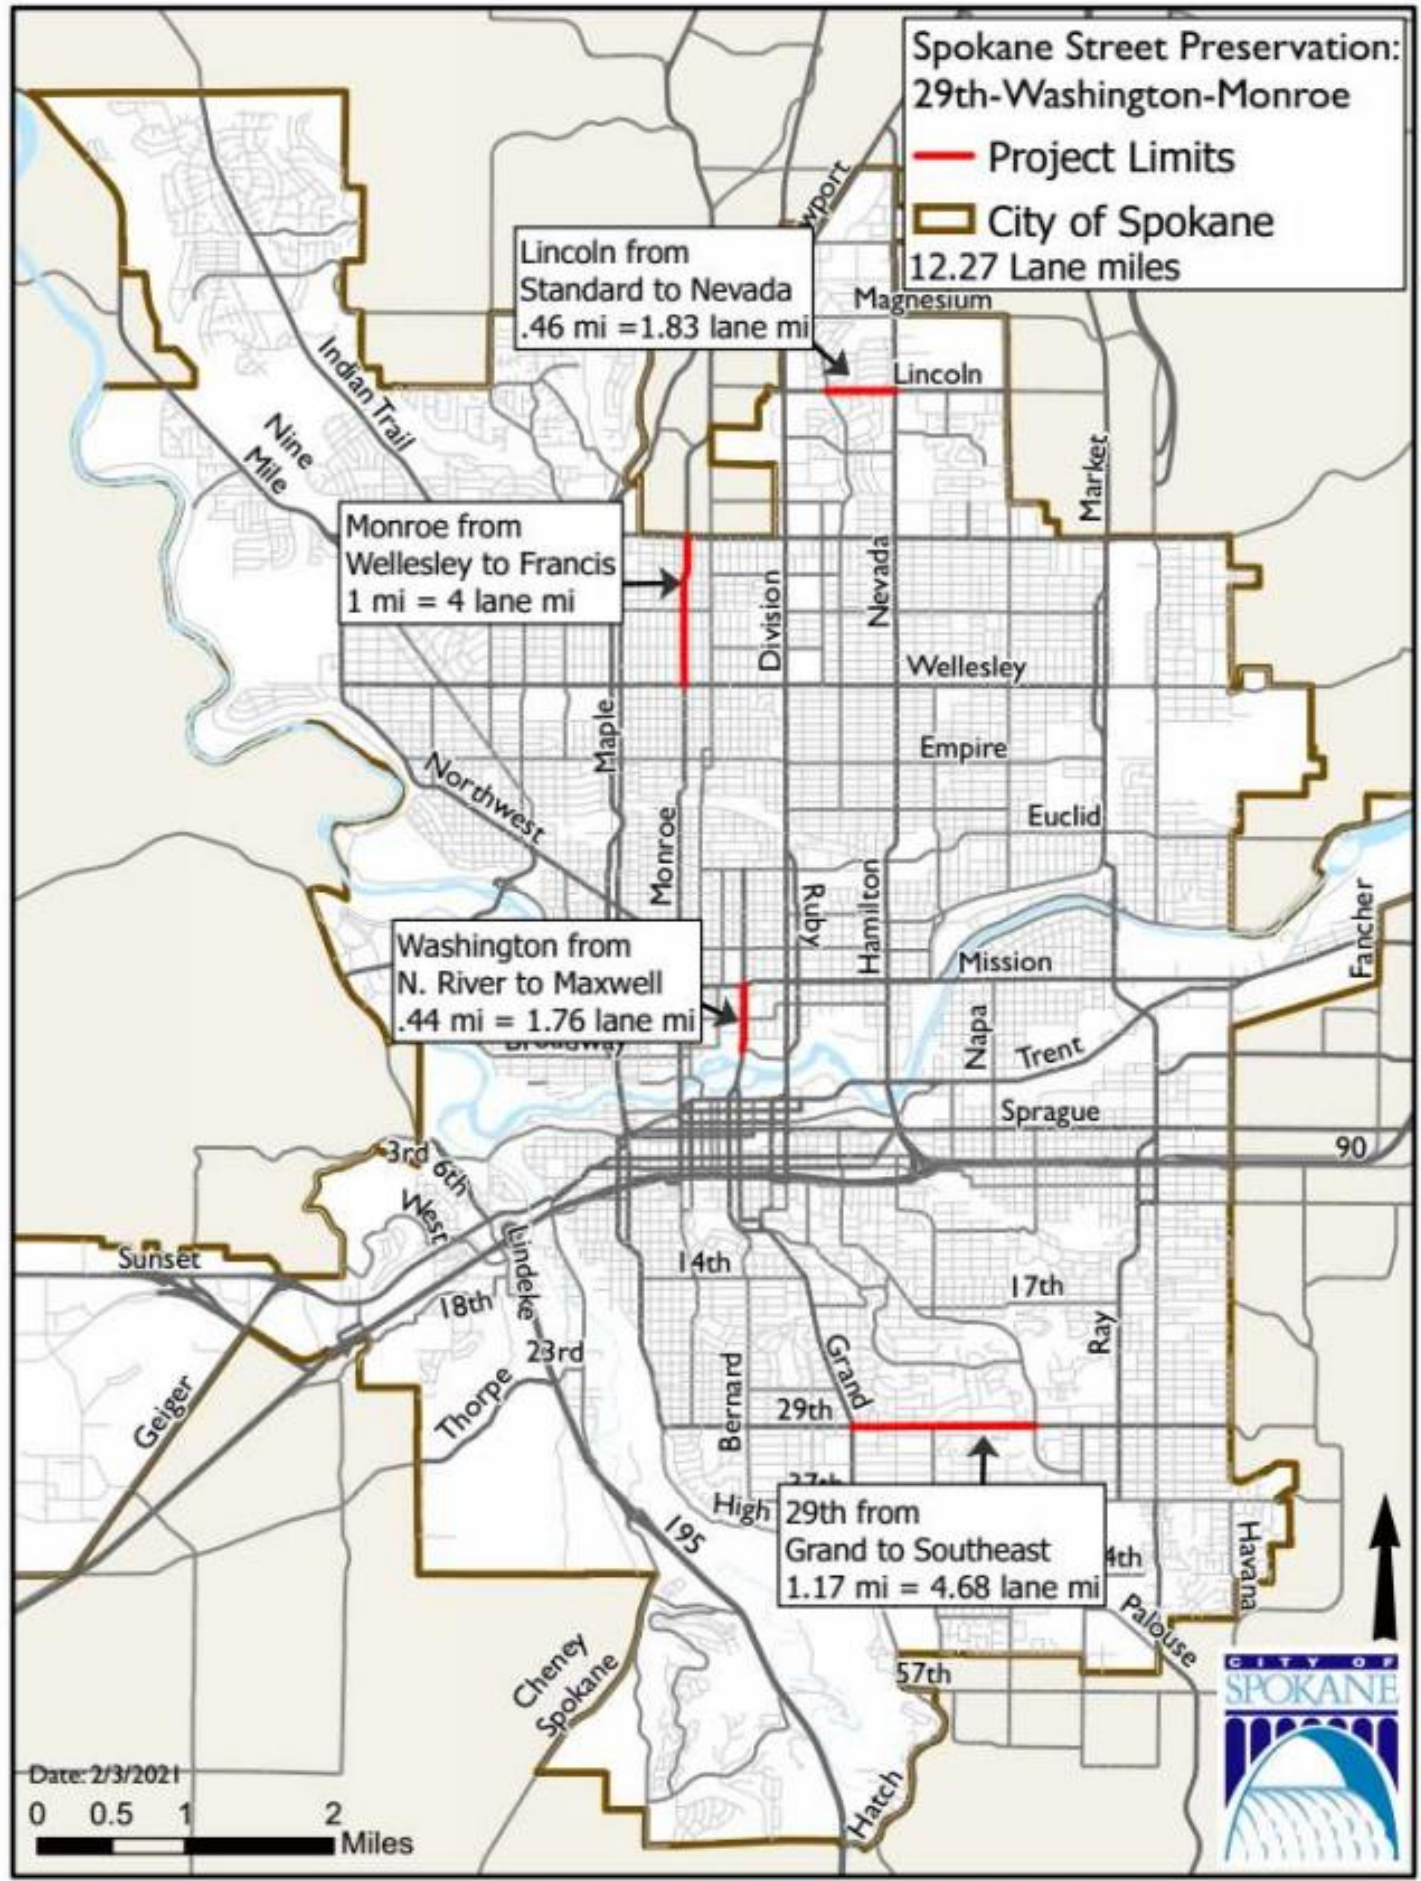 Spokane Street Preservation:
29th-Washington-Monroe
Project Limits
City of Spokane
12.27 Lane miles
wport
Lincoln from
Standard to Nevada
.46 mi =1.83 lane mi
Magnesium
Lincoln
Indian Trail
Nine
Mile
Market
Monroe from
Wellesley to Francis
1 mi = 4 lane mi
Division
Nevada
Wellesley
Maple
Empire
Northwest
Euclid
Monroe
Ruby
Hamilton
Fancher
Washington from
N. River to Maxwell
.44 mi = 1.76 lane mi
Broadway
Mission
Napa
Trent
Sprague
90
3rd
6th
West
Sunset
Lindeke
14th
17th
18th
Ray
23rd
Grand
Geiger
Thorpe
Bernard
29th
37th
High
29th from
Grand to Southeast
1.17 mi = 4.68 lane mi
195
4th
Havana
Palouse
Cheney
Spokane
57th
Hatch
CITY OF
SPOKANE
Date: 2/3/2021
0 0.5 1 2
Miles